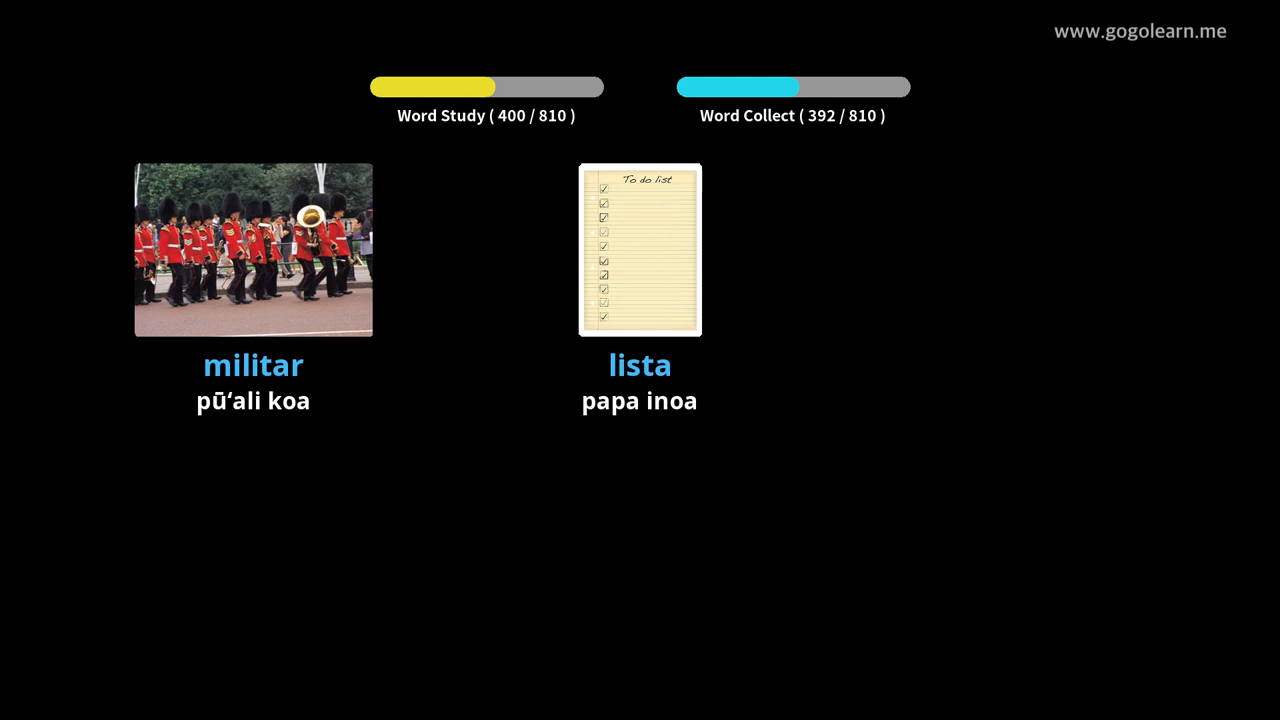 www.gogolearn.me
Word Study ( 400 / 810 )
Word Collect ( 392 / 810 )
To do list
militar
pūʻali koa
lista
papa inoa